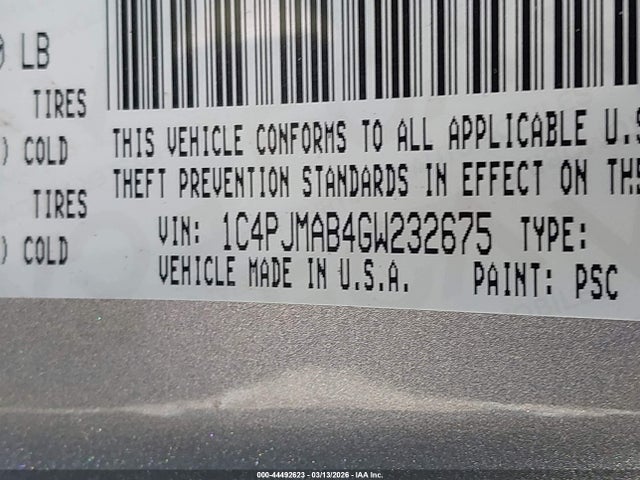 LB
TIRES
) COLD
TIRES
) COLD
THIS VEHICLE CONFORMS TO ALL APPLICABLE U.S
THEFT PREVENTION STANDARDS IN EFFECT ON TH
VIN: 1C4PJMAB4GW232675 TYPE:
VEHICLE MADE IN U.S.A. PAINT: PSC
000-44492623 - 03/13/2026 - IAA Inc.